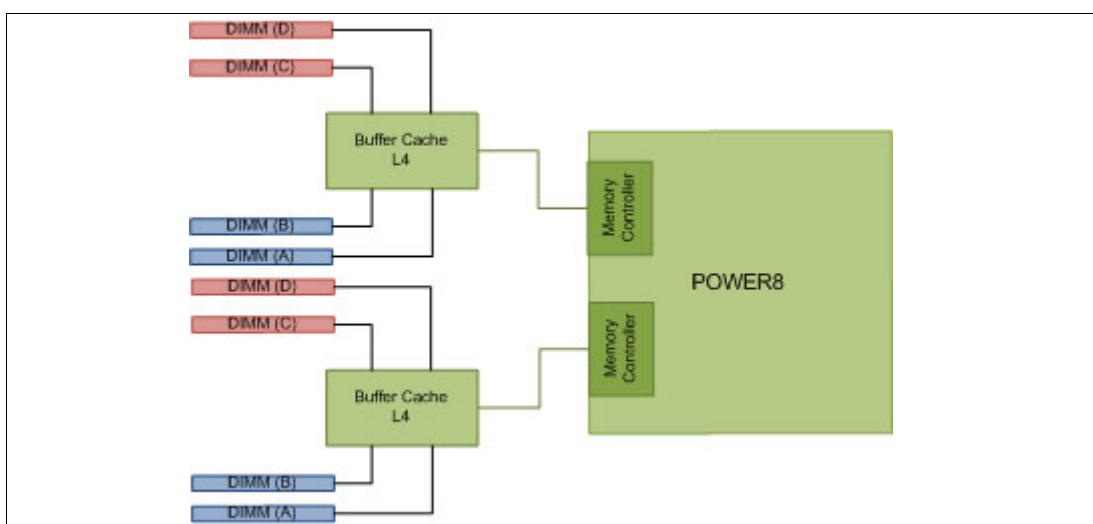 DIMM (D)
DIMM (C)
Buffer Cache
L4
DIMM (B)
DIMM (A)
DIMM (D)
DIMM (C)
Buffer Cache
L4
DIMM (B)
DIMM (A)
Memory
Controller
POWER8
Memory
Controller